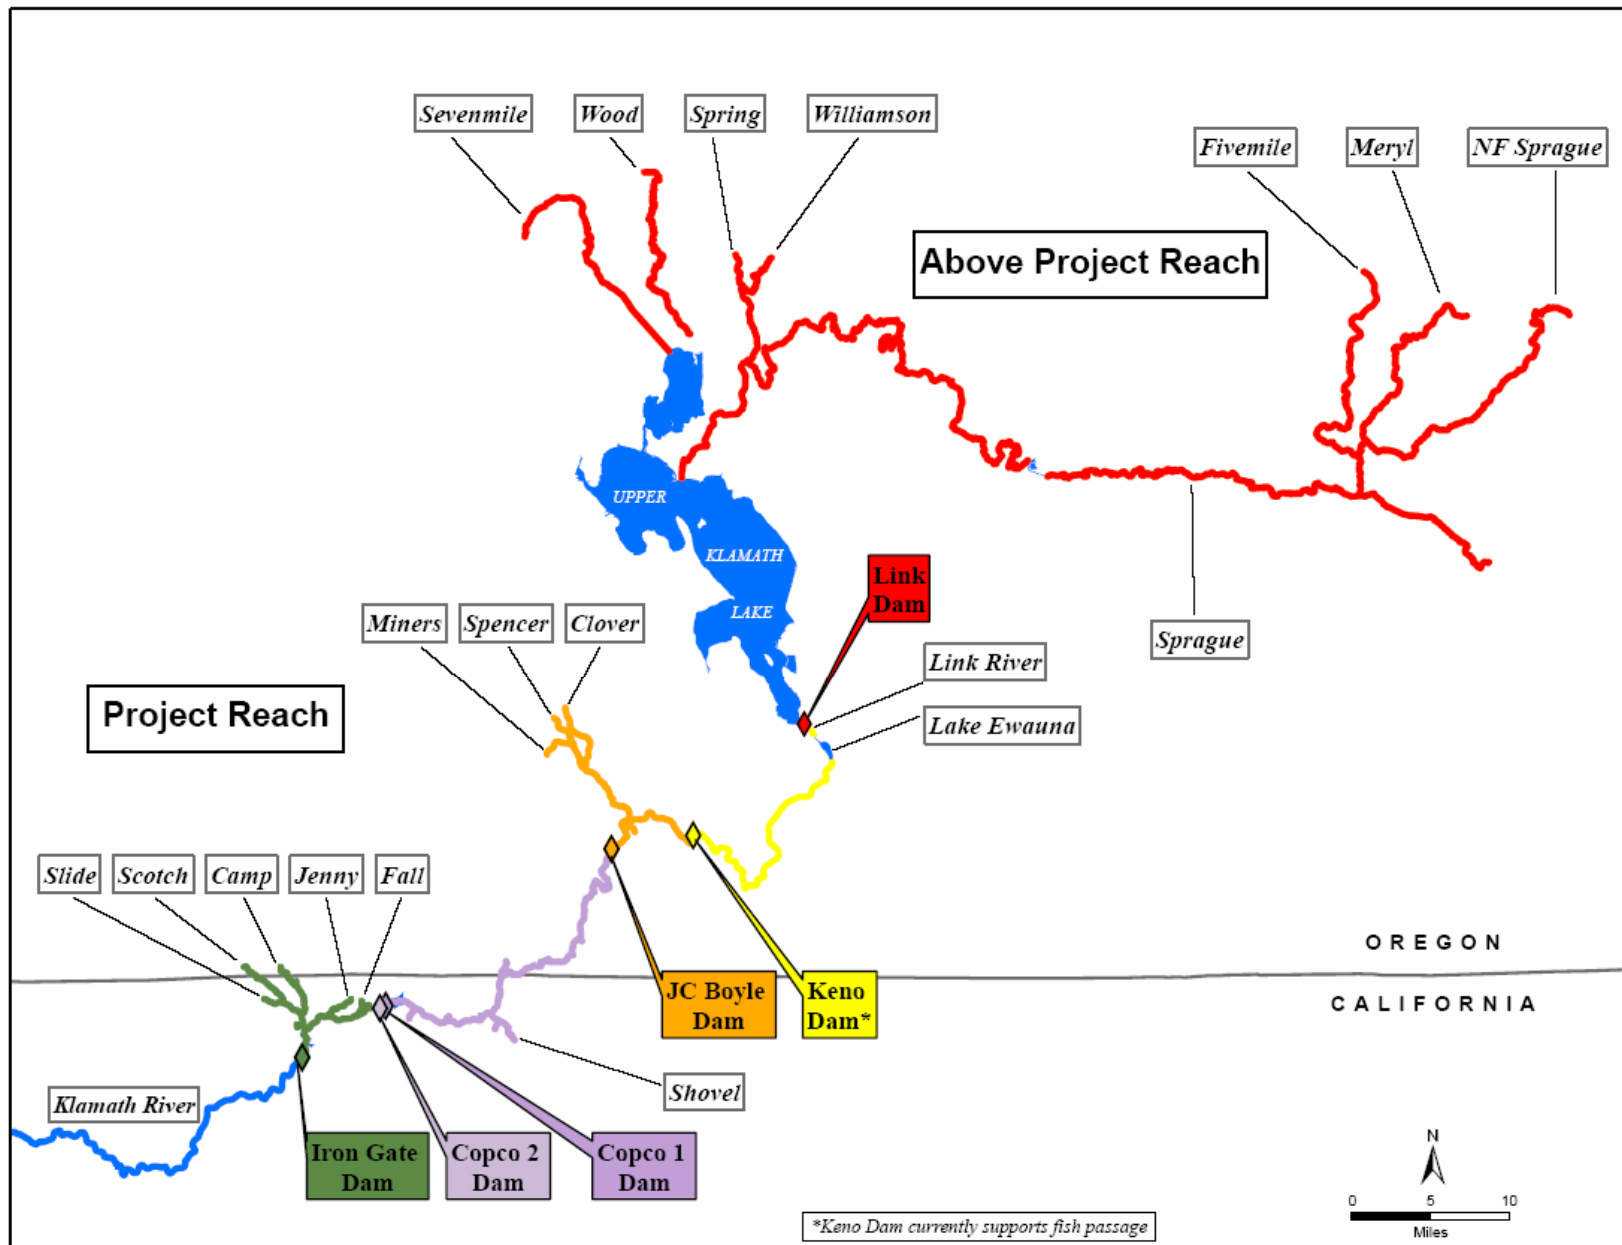 Sevenmile
Wood
Spring
Williamson
Fivemile
Meryl
NF Sprague
Above Project Reach
UPPER
KLAMATH
LAKE
Link
Dam
Miners
Spencer
Clover
Sprague
Link River
Lake Ewauna
Project Reach
Slide
Scotch
Camp
Jenny
Fall
OREGON
CALIFORNIA
JC Boyle
Dam
Keno
Dam*
Shovel
Klamath River
Iron Gate
Dam
Copco 2
Dam
Copco 1
Dam
N
0 5 10
Miles
*Keno Dam currently supports fish passage